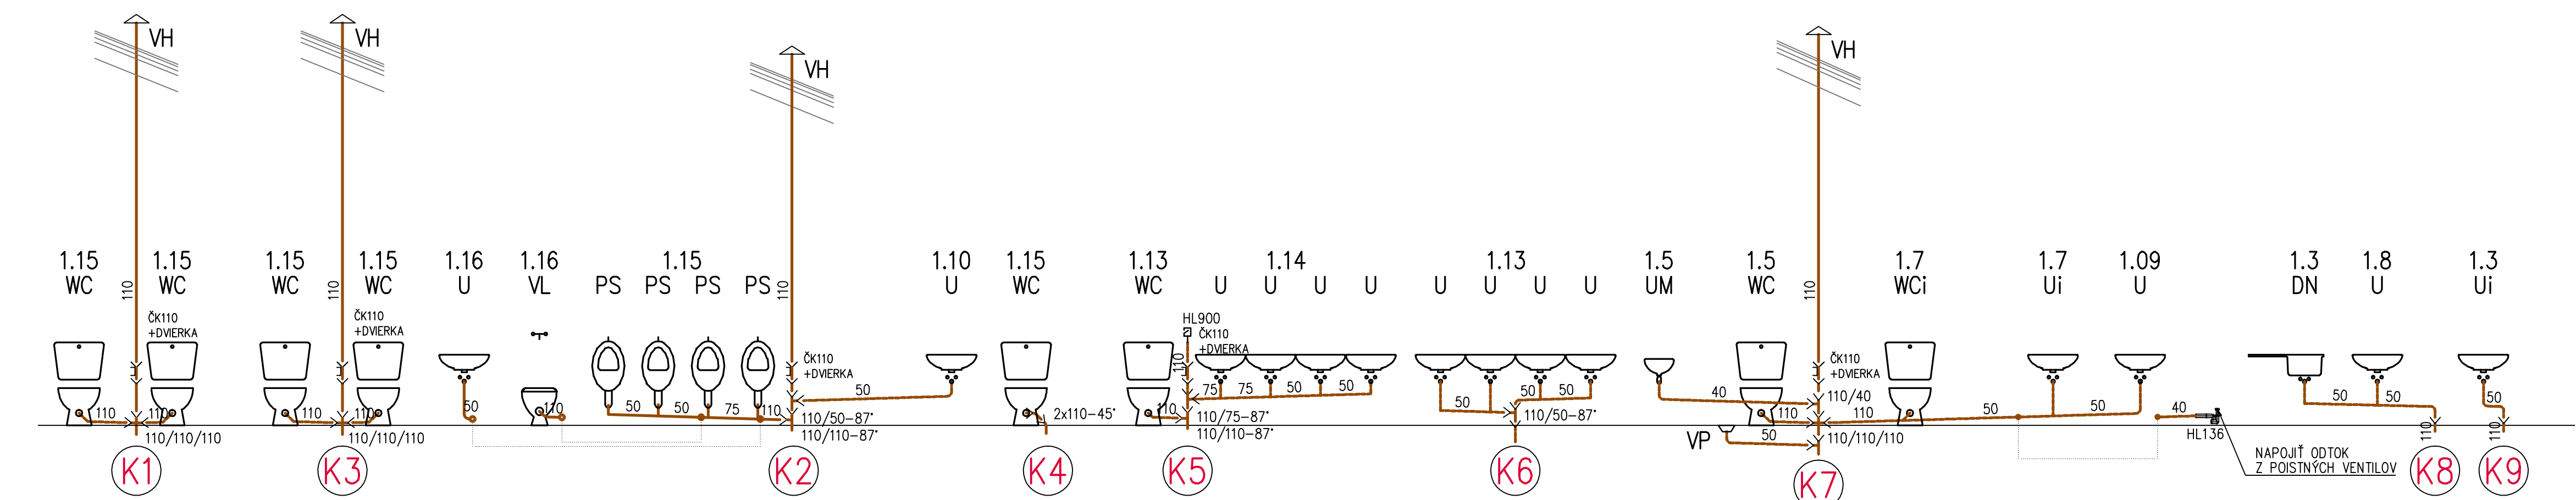 VH VH VH VH
1.15 1.15 1.15 1.15 1.16 1.16 1.15 1.10 1.15 1.13 1.14 1.13 1.5 1.5 1.7 1.7 1.09 1.3 1.8 1.3
WC WC WC WC U VL PS PS PS PS U WC WC U U U U U U U U UM WC WCi Ui U DN U Ui
110 110 110 110
HL900
ČK110 ČK110 ČK110 ČK110 ČK110
+DVIERKA +DVIERKA +DVIERKA +DVIERKA +DVIERKA
110
50 75 75 50 50 50 50 40 110/40 50 50 50
110 110 110 110 50 110 50 50 75 110 2x110-45° 110 50 110 110 50 50 40
110/50-87° 110/75-87° 110/50-87°
110/110/110 110/110/110 110/110-87° 110/110-87° VP 50 110/110/110 HL136 110 110
NAPOJIŤ ODTOK
Z POISTNÝCH VENTILOV
K1 K3 K2 K4 K5 K6 K7 K8 K9